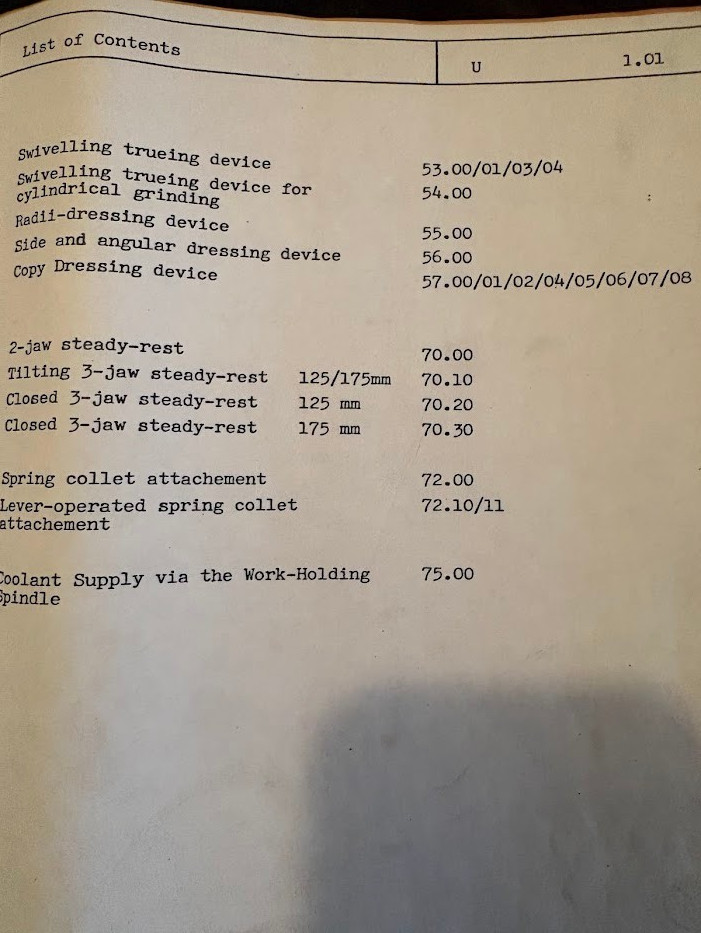 List of Contents U 1.01
Swivelling trueing device 53.00/01/03/04
Swivelling trueing device for 54.00
cylindrical grinding
Radii-dressing device 55.00
Side and angular dressing device 56.00
Copy Dressing device 57.00/01/02/04/05/06/07/08
2-jaw steady-rest 70.00
Tilting 3-jaw steady-rest 125/175mm 70.10
Closed 3-jaw steady-rest 125 mm 70.20
Closed 3-jaw steady-rest 175 mm 70.30
Spring collet attachement 72.00
Lever-operated spring collet 72.10/11
attachement
Coolant Supply via the Work-Holding 75.00
Spindle